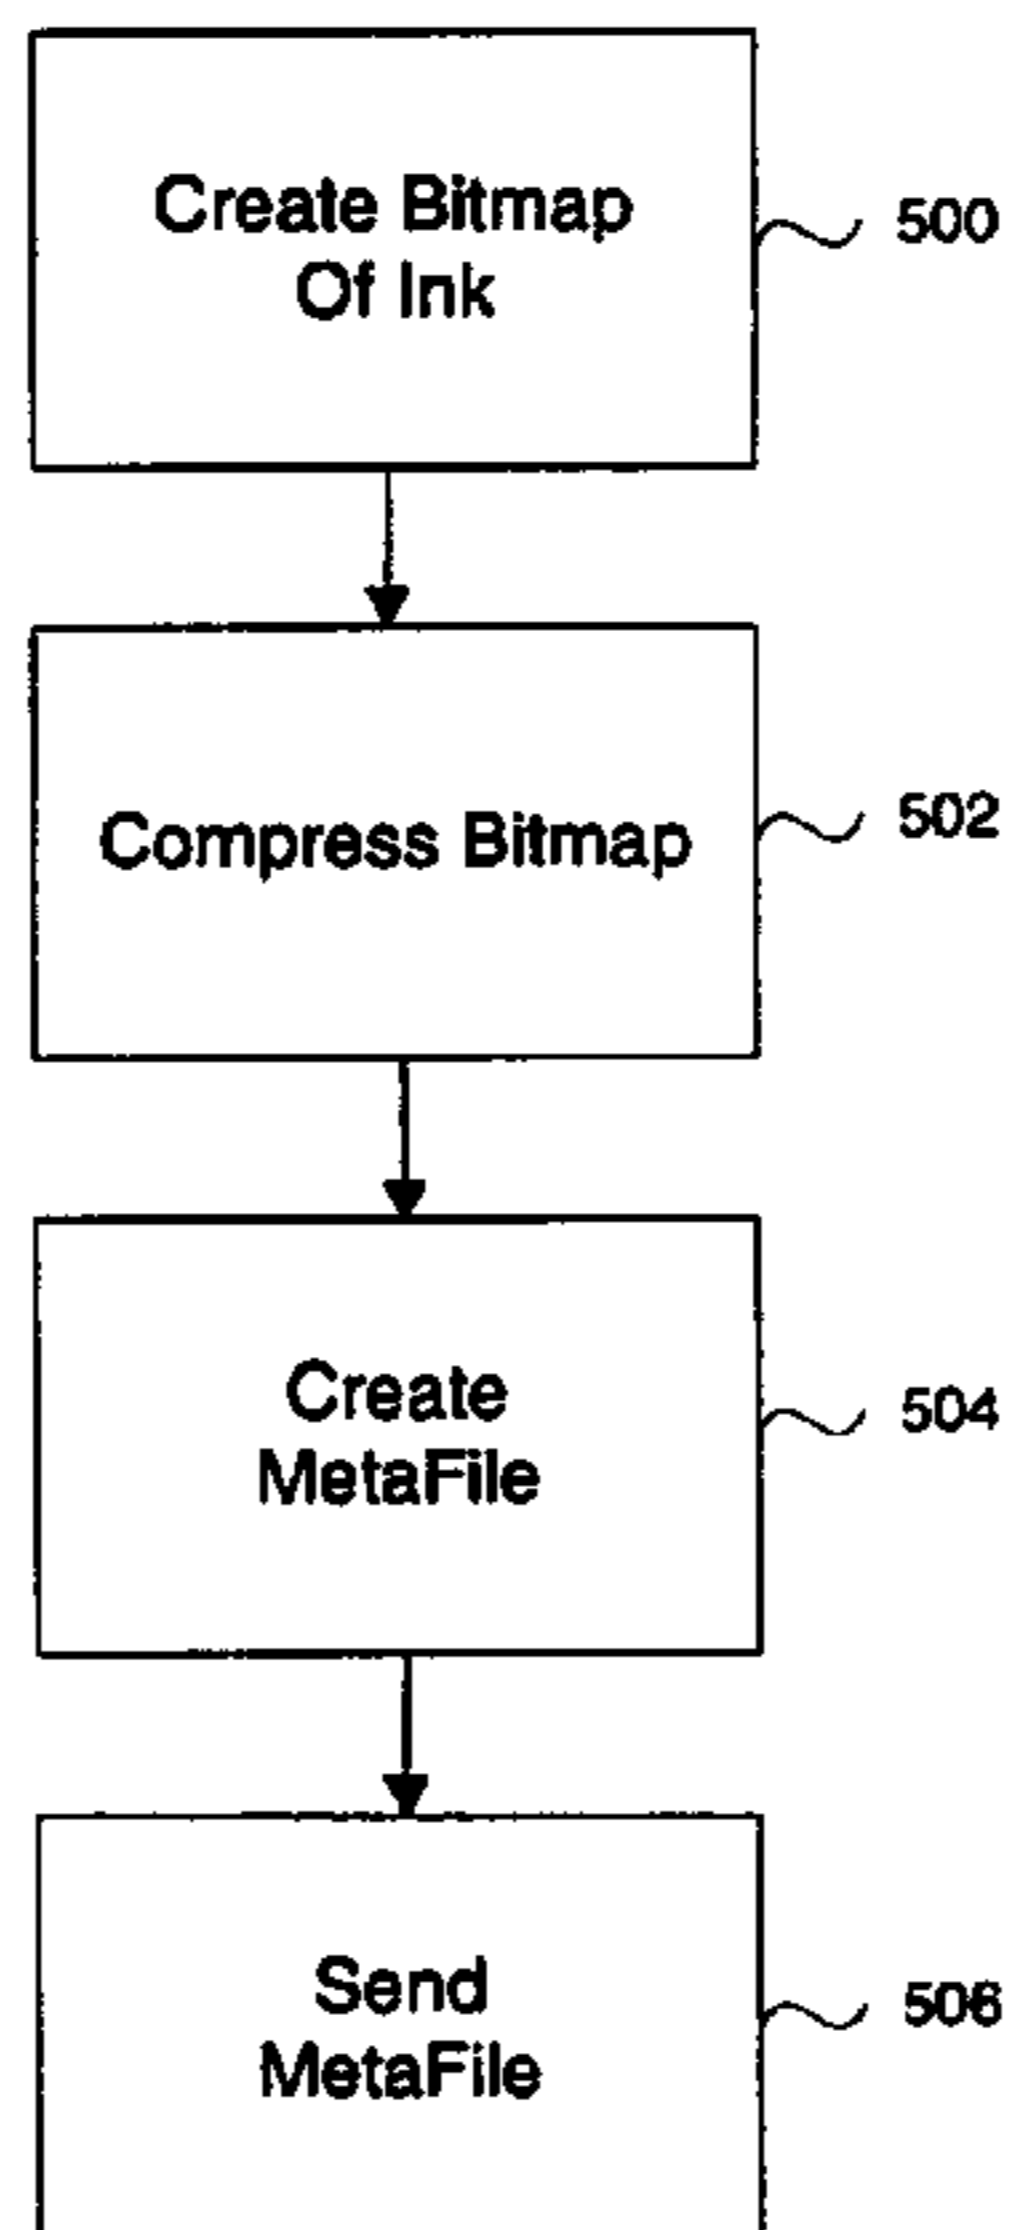 Create Bitmap
Of Ink
500
Compress Bitmap
502
Create
MetaFile
504
Send
MetaFile
506